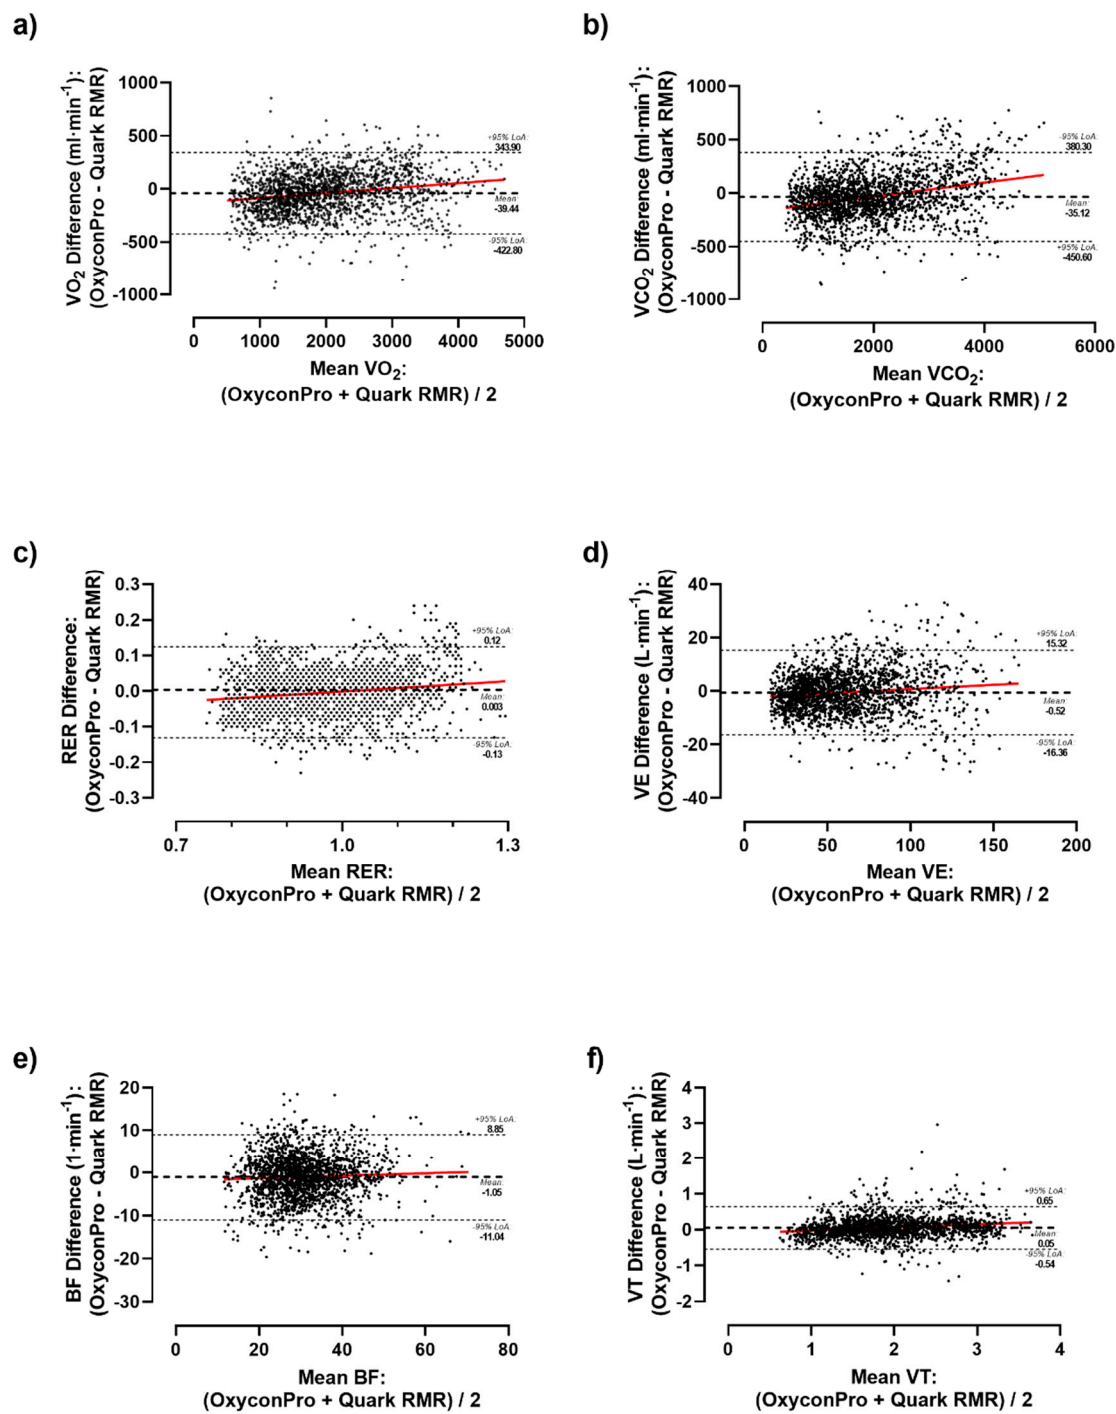 a)
VO2 Difference (ml·min-1):
(OxyconPro - Quark RMR)
1000
500
0
-500
-1000
+95% LoA:
343.90
Mean:
-39.44
-95% LoA:
-422.80
0 1000 2000 3000 4000 5000
Mean VO2:
(OxyconPro + Quark RMR) / 2
b)
VCO2 Difference (ml·min-1):
(OxyconPro - Quark RMR)
1000
500
0
-500
-1000
-95% LoA:
380.30
Mean:
-35.12
+95% LoA:
-450.60
0 2000 4000 6000
Mean VCO2:
(OxyconPro + Quark RMR) / 2
c)
RER Difference:
(OxyconPro - Quark RMR)
0.3
0.2
0.1
0.0
-0.1
-0.2
-0.3
+95% LoA:
0.12
Mean:
0.003
-95% LoA:
-0.13
0.7 1.0 1.3
Mean RER:
(OxyconPro + Quark RMR) / 2
d)
VE Difference (L·min-1):
(OxyconPro - Quark RMR)
40
20
0
-20
-40
+95% LoA:
15.32
Mean:
-0.52
-95% LoA:
-16.36
0 50 100 150 200
Mean VE:
(OxyconPro + Quark RMR) / 2
e)
BF Difference (1·min-1):
(OxyconPro - Quark RMR)
20
10
0
-10
-20
-30
+95% LoA:
8.85
Mean:
-1.05
-95% LoA:
-11.04
0 20 40 60 80
Mean BF:
(OxyconPro + Quark RMR) / 2
f)
VT Difference (L·min-1):
(OxyconPro - Quark RMR)
4
3
2
1
0
-1
-2
+95% LoA:
0.65
Mean:
0.05
-95% LoA:
-0.54
0 1 2 3 4
Mean VT:
(OxyconPro + Quark RMR) / 2